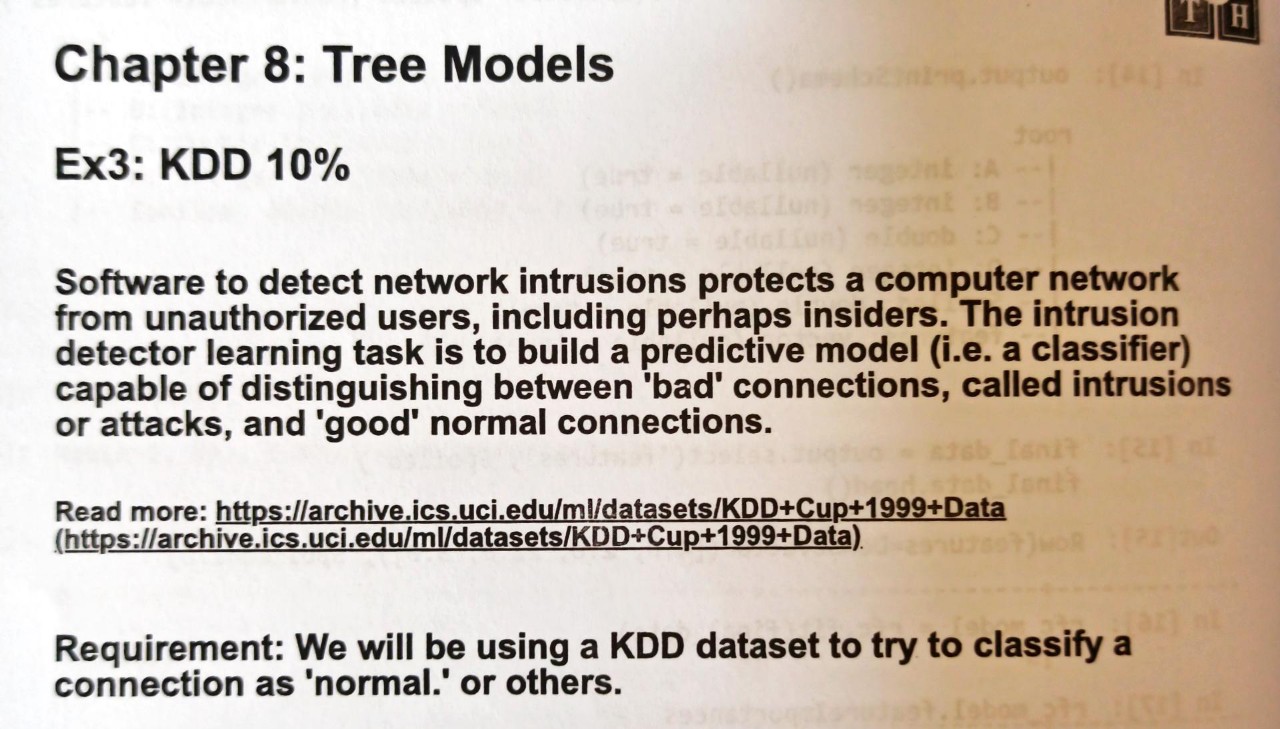 T H
Chapter 8: Tree Models
Ex3: KDD 10%
Software to detect network intrusions protects a computer network
from unauthorized users, including perhaps insiders. The intrusion
detector learning task is to build a predictive model (i.e. a classifier)
capable of distinguishing between 'bad' connections, called intrusions
or attacks, and 'good' normal connections.
Read more: https://archive.ics.uci.edu/ml/datasets/KDD+Cup+1999+Data
(https://archive.ics.uci.edu/ml/datasets/KDD+Cup+1999+Data)
Requirement: We will be using a KDD dataset to try to classify a
connection as 'normal.' or others.